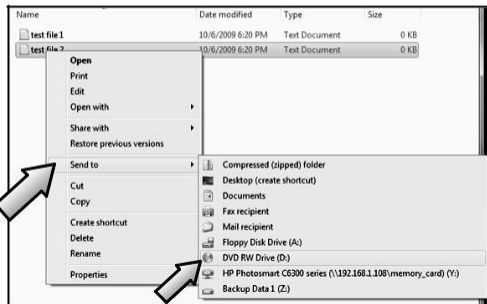 Name Date modified Type Size
test file 1 10/6/2009 6:20 PM Text Document 0 KB
test file 2 10/6/2009 6:20 PM Text Document 0 KB
Open
Print
Edit
Open with
Share with
Restore previous versions
Send to
Cut
Copy
Create shortcut
Delete
Rename
Properties
Compressed (zipped) folder
Desktop (create shortcut)
Documents
Fax recipient
Mail recipient
Floppy Disk Drive (A:)
DVD RW Drive (D:)
HP Photosmart C6300 series (\\192.168.1.108\memory_card) (Y:)
Backup Data 1 (Z:)